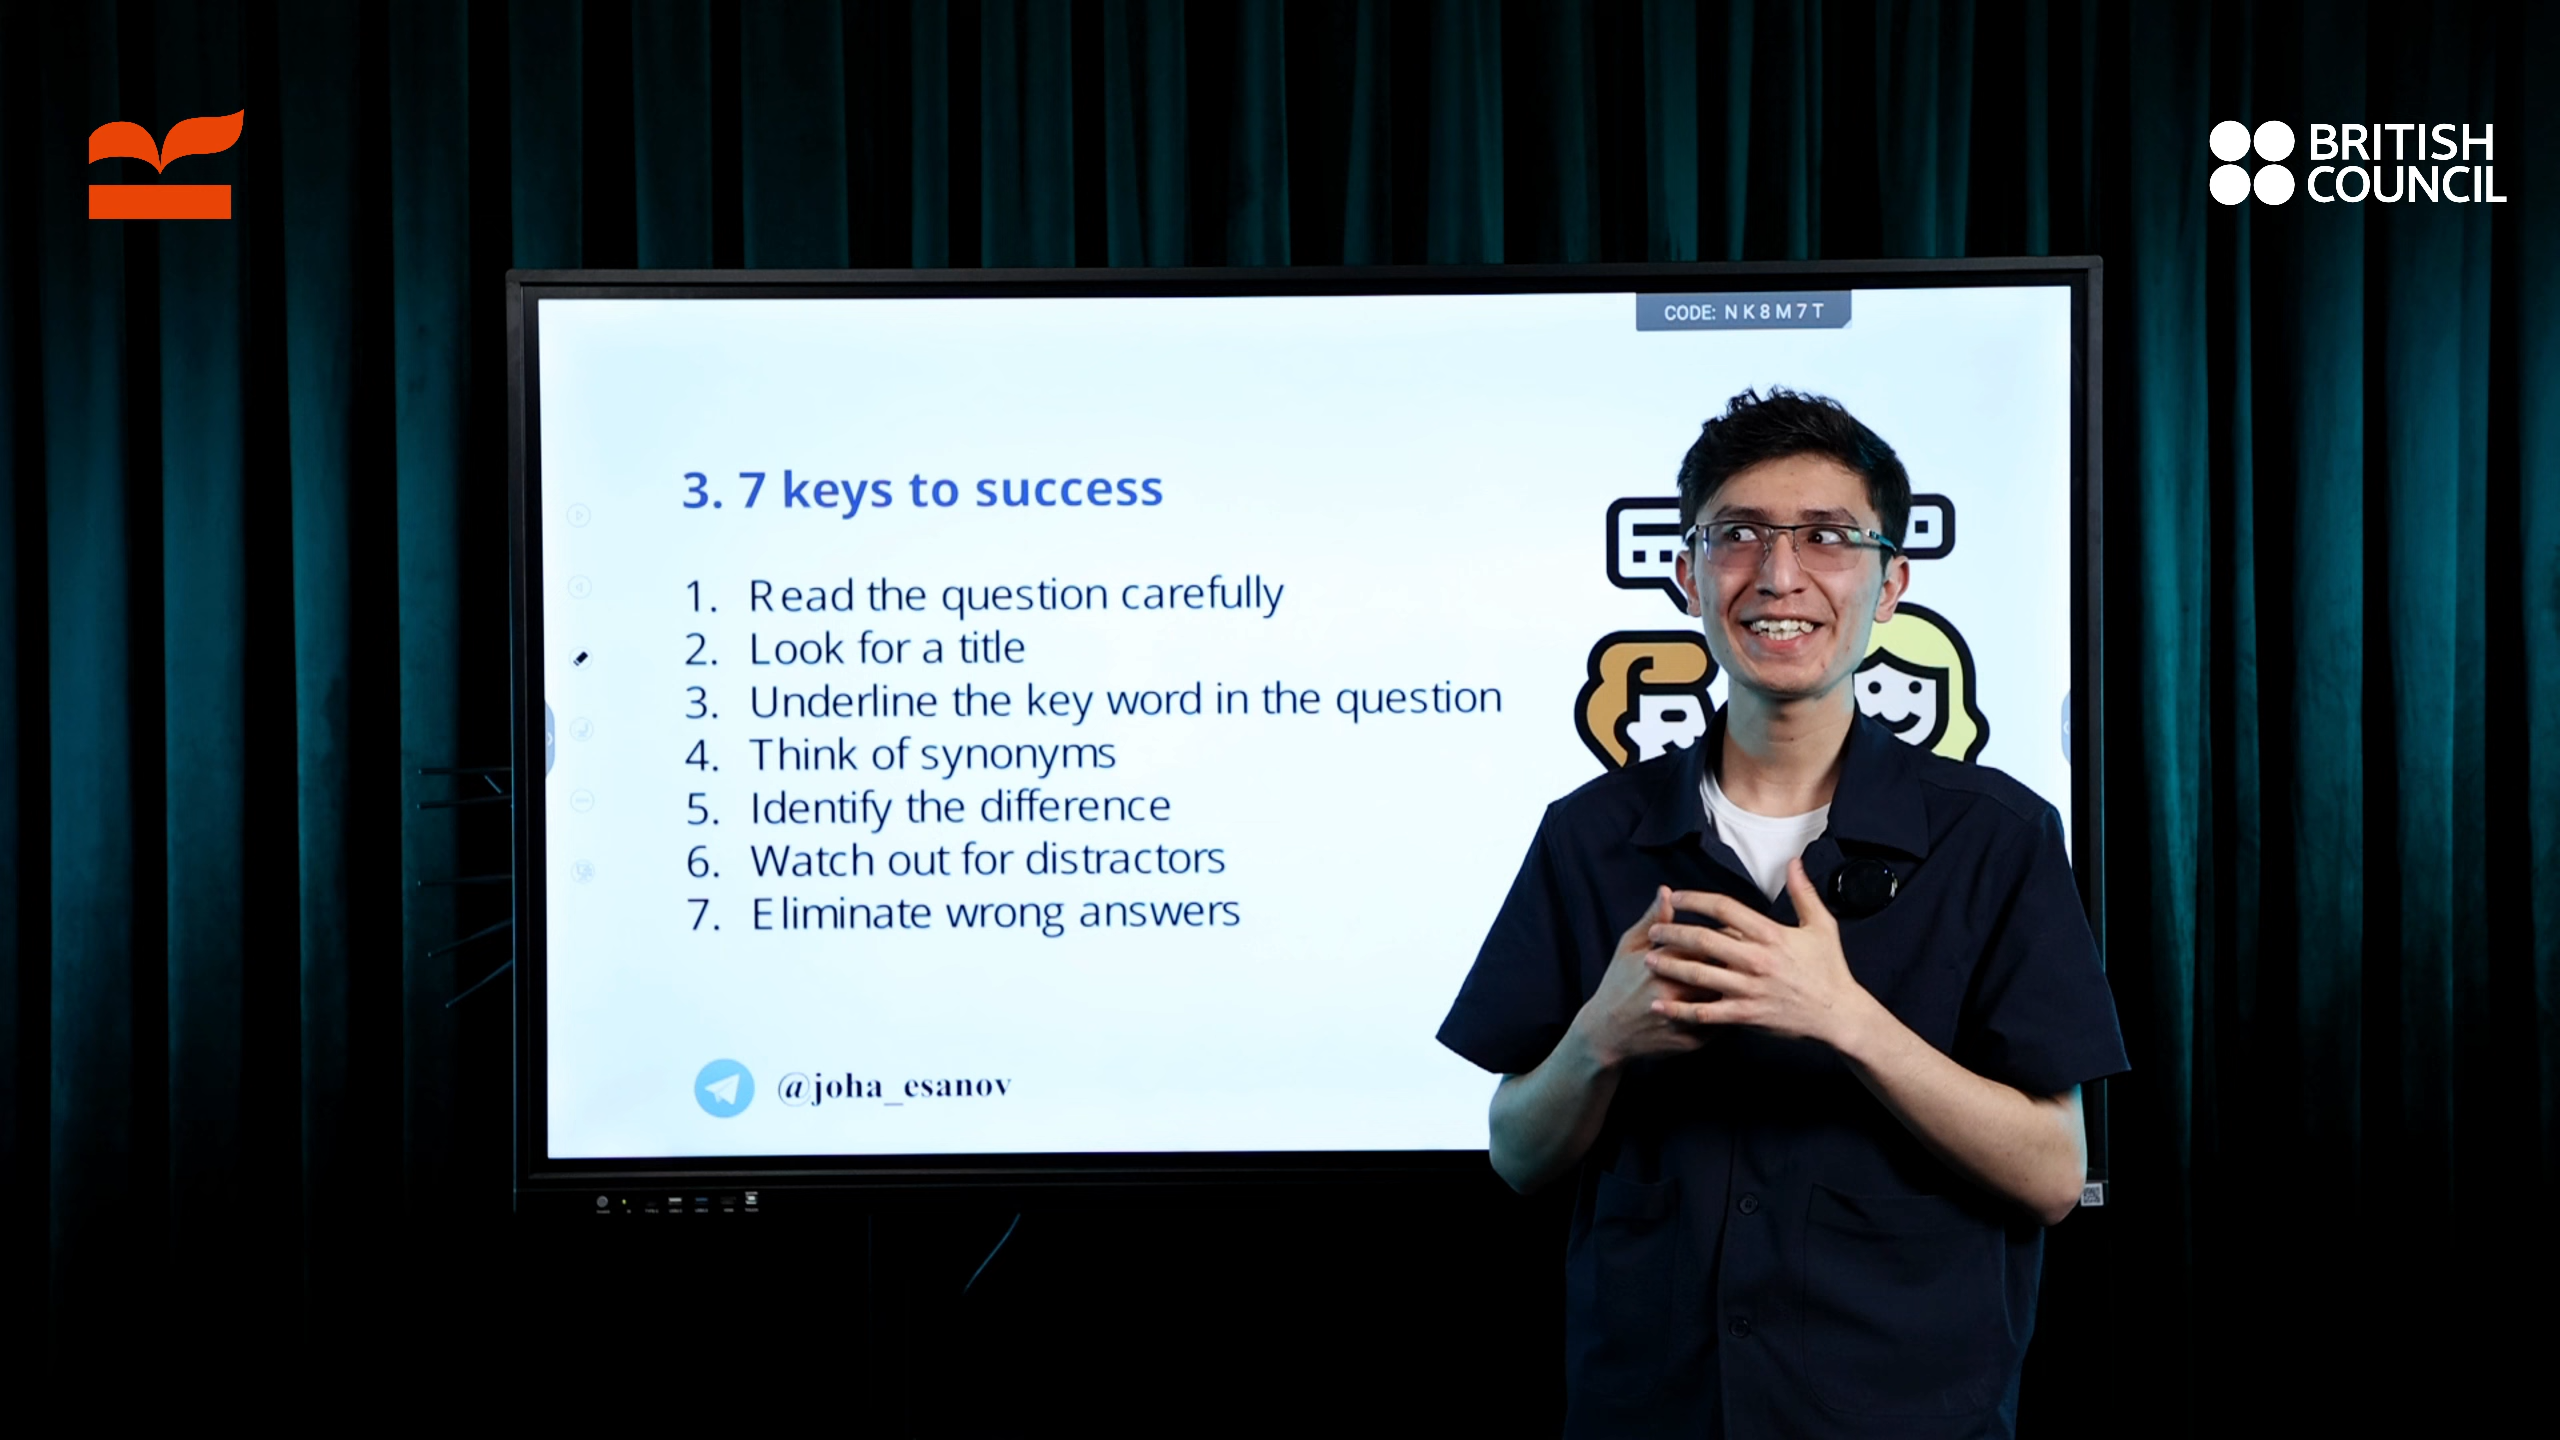 BRITISH
COUNCIL
CODE: NK8M7T
3. 7 keys to success
1. Read the question carefully
2. Look for a title
3. Underline the key word in the question
4. Think of synonyms
5. Identify the difference
6. Watch out for distractors
7. Eliminate wrong answers
@joha_esanov